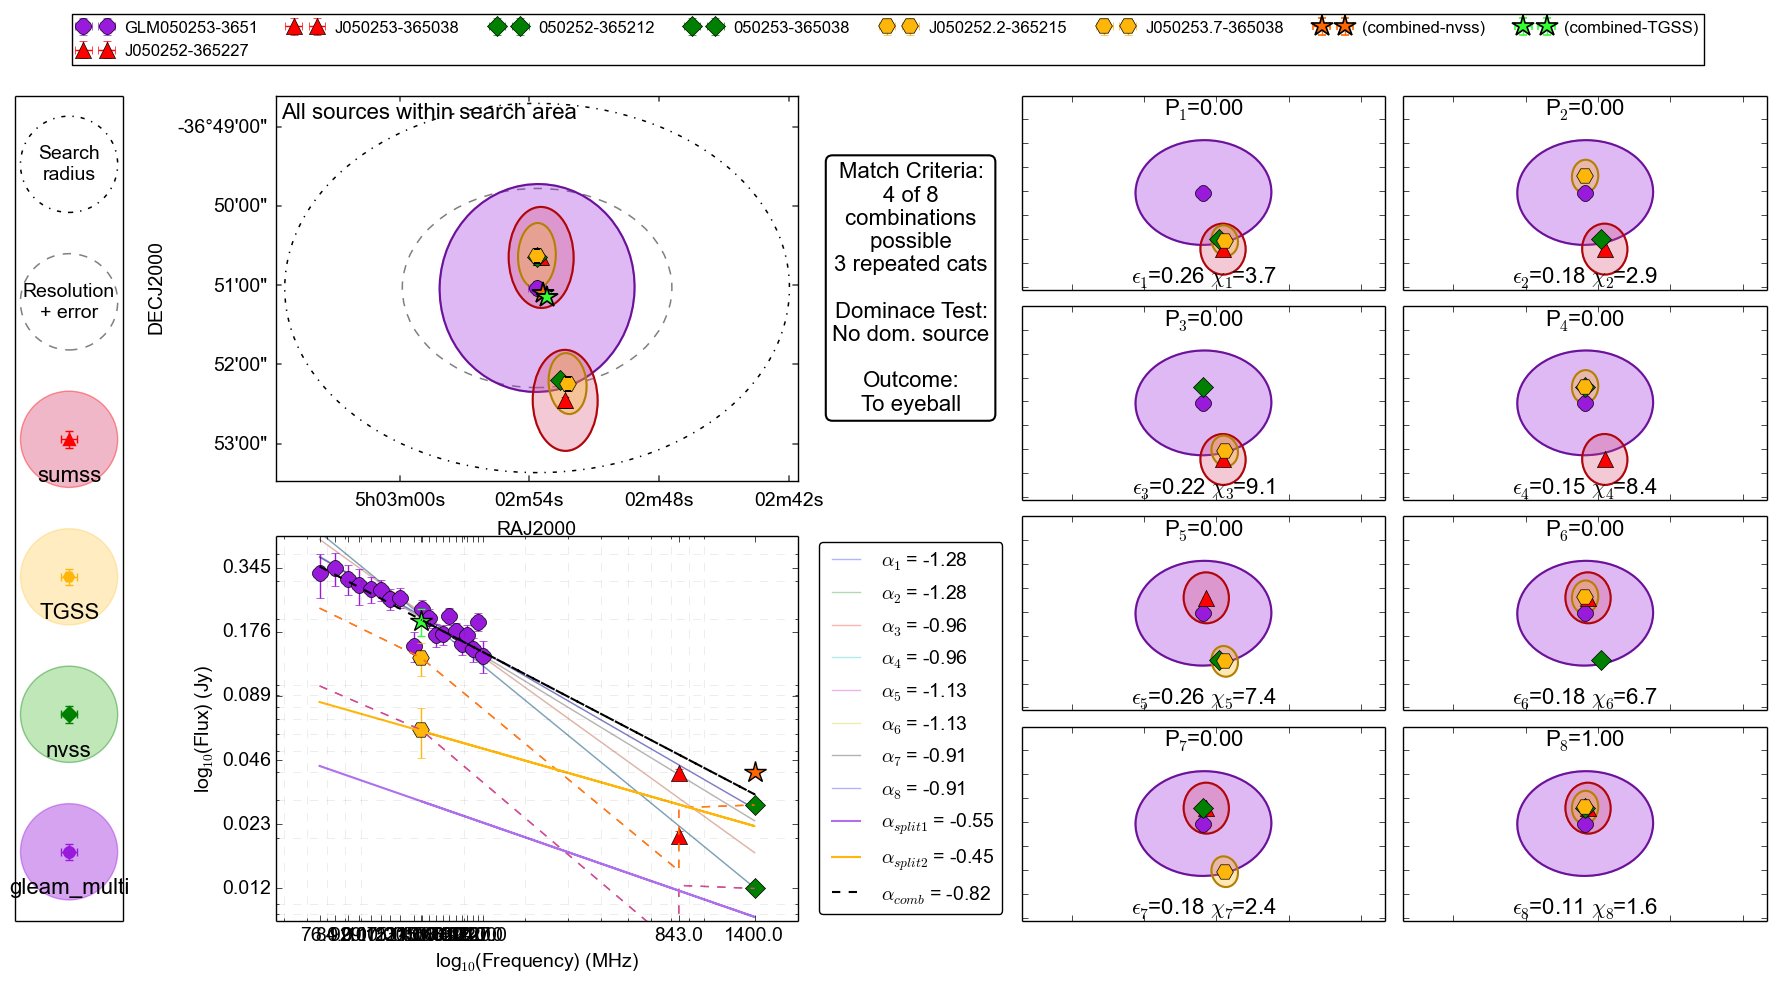 GLM050253-3651 J050253-365038 050252-365212 050253-365038 J050252.2-365215 J050253.7-365038 (combined-nvss) (combined-TGSS)
J050252-365227
Search
radius
Resolution
+ error
sumss
TGSS
nvss
gleam_multi
All sources within search area
-36°49'00"
50'00"
51'00"
52'00"
53'00"
DECJ2000
5h03m00s 02m54s 02m48s 02m42s
RAJ2000
Match Criteria:
4 of 8
combinations
possible
3 repeated cats
Dominace Test:
No dom. source
Outcome:
To eyeball
0.345
0.176
0.089
0.046
0.023
0.012
log10(Flux) (Jy)
843.0 1400.0
log10(Frequency) (MHz)
α1 = -1.28
α2 = -1.28
α3 = -0.96
α4 = -0.96
α5 = -1.13
α6 = -1.13
α7 = -0.91
α8 = -0.91
αsplit1 = -0.55
αsplit2 = -0.45
αcomb = -0.82
P1=0.00
ϵ1=0.26 χ1=3.7
P2=0.00
ϵ2=0.18 χ2=2.9
P3=0.00
ϵ3=0.22 χ3=9.1
P4=0.00
ϵ4=0.15 χ4=8.4
P5=0.00
ϵ5=0.26 χ5=7.4
P6=0.00
ϵ6=0.18 χ6=6.7
P7=0.00
ϵ7=0.18 χ7=2.4
P8=1.00
ϵ8=0.11 χ8=1.6